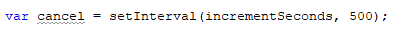 var cancel = setInterval(incrementSeconds, 500);